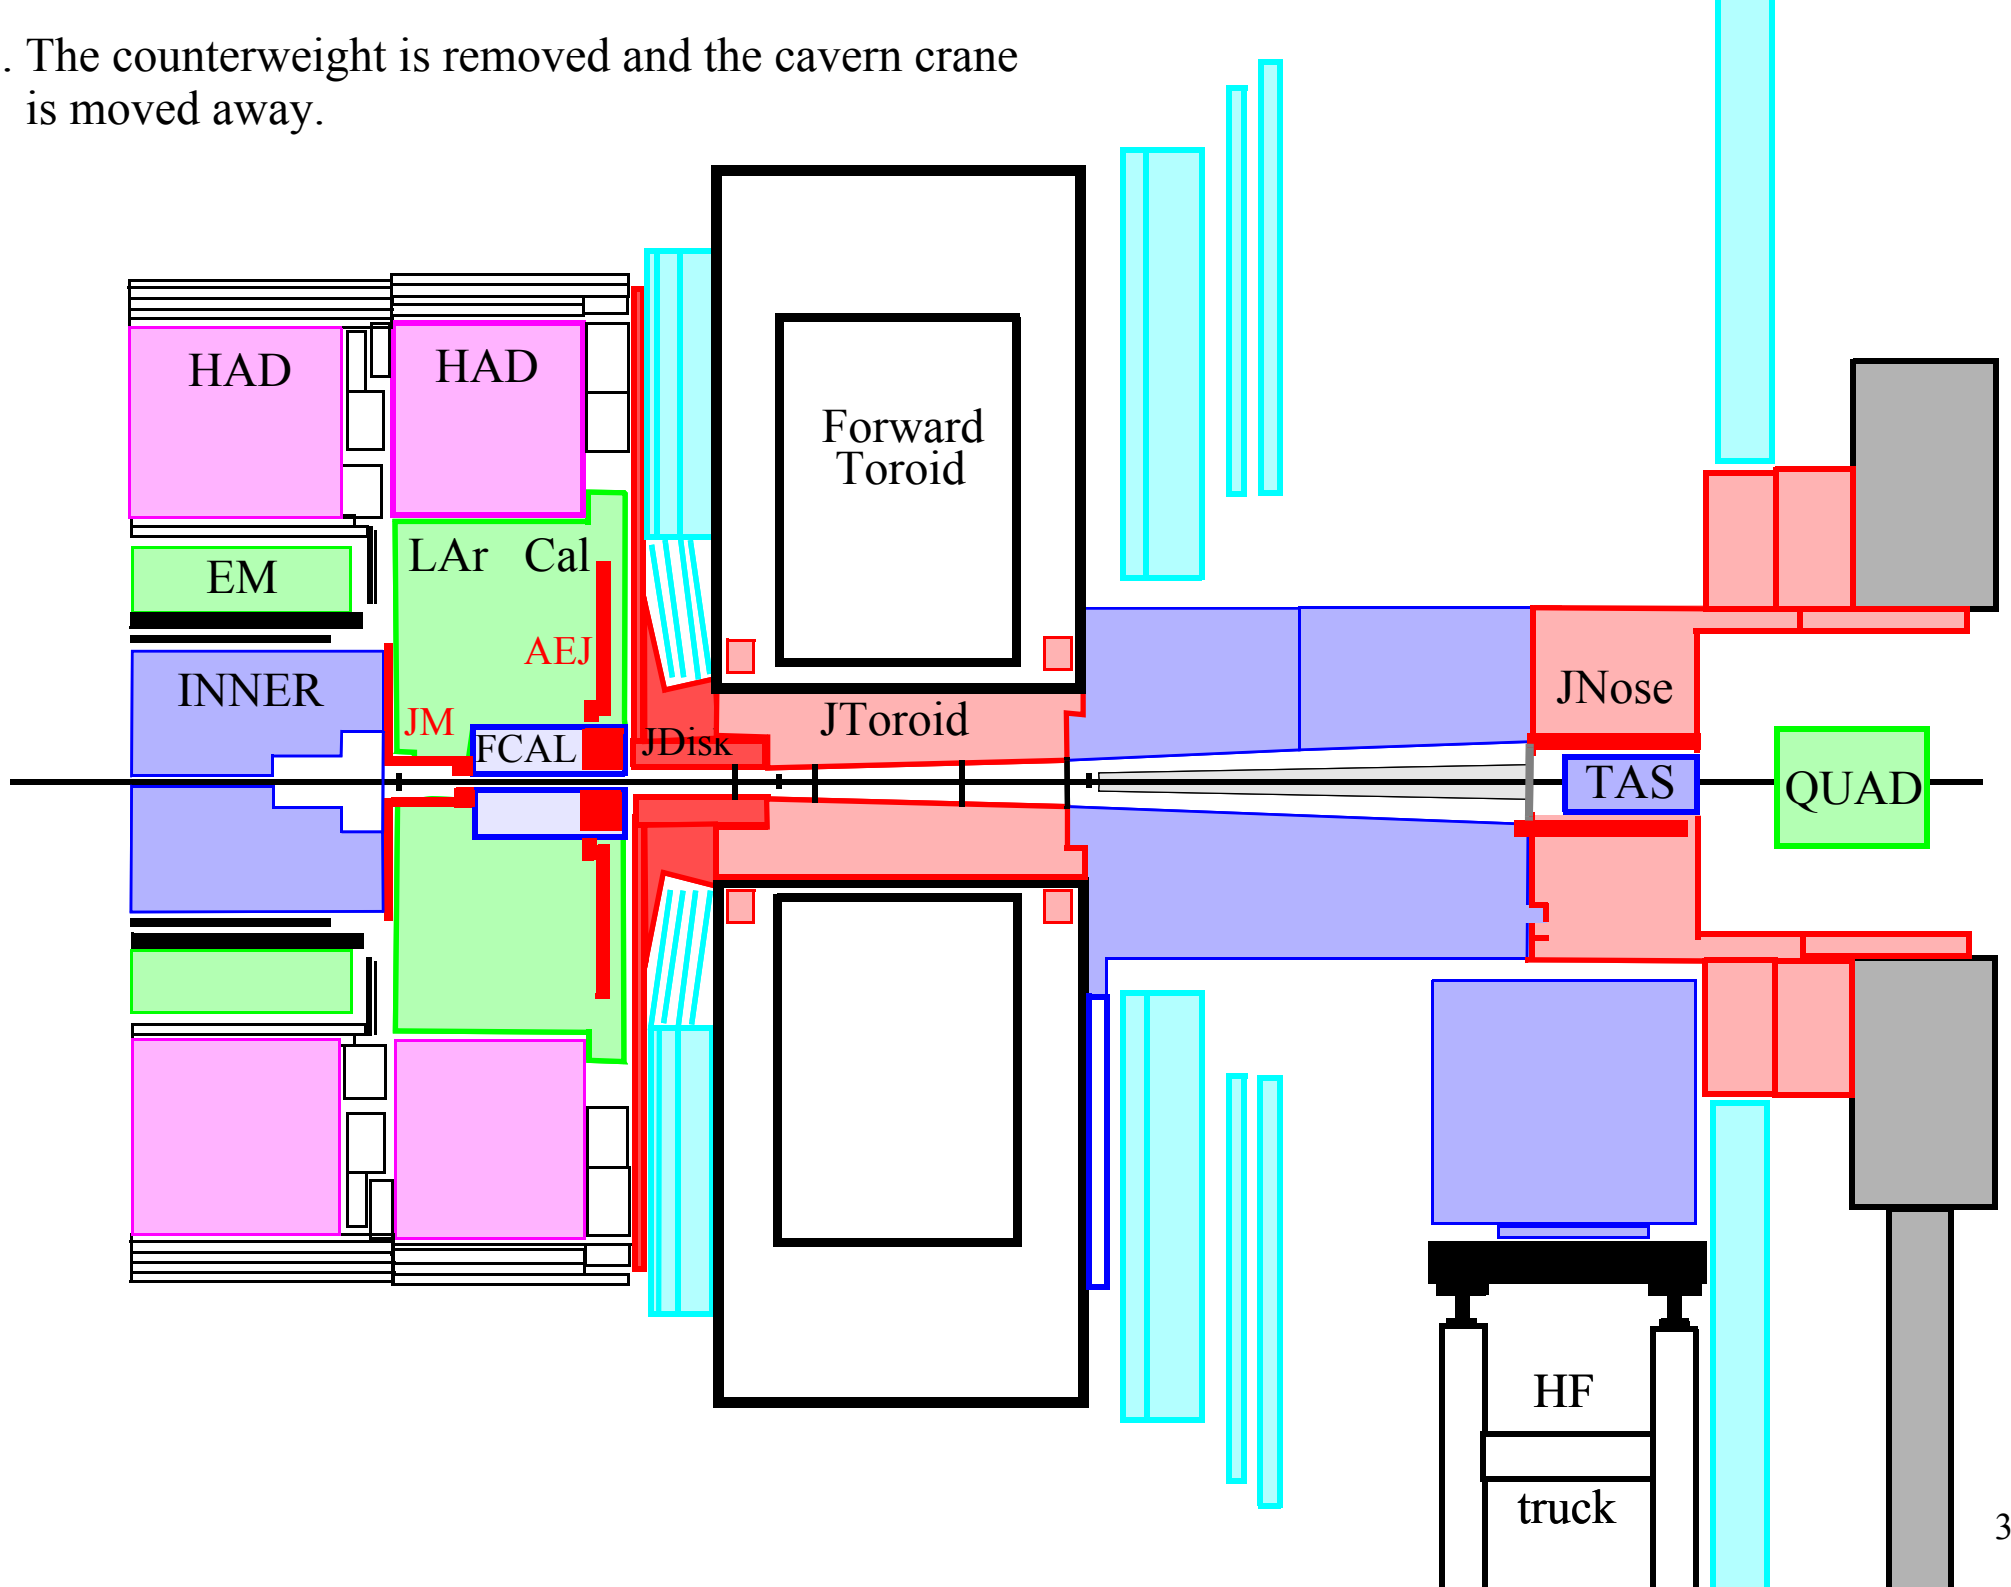 . The counterweight is removed and the cavern crane
is moved away.
HAD
HAD
Forward
Toroid
LAr Cal
EM
AEJ
INNER
JM
FCAL
JDisk
JToroid
JNose
TAS
QUAD
HF
truck
3